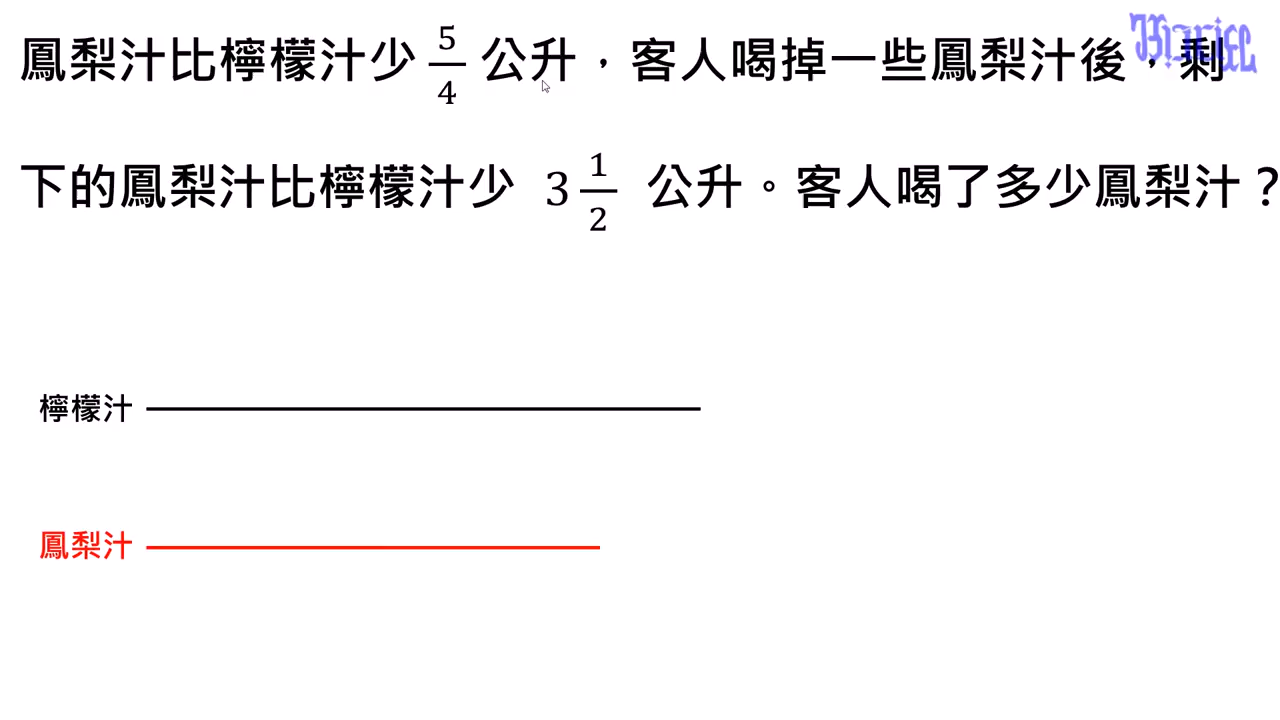 鳳梨汁比檸檬汁少 5/4 公升，客人喝掉一些鳳梨汁後，剩
下的鳳梨汁比檸檬汁少 3 1/2 公升。客人喝了多少鳳梨汁？
檸檬汁
鳳梨汁